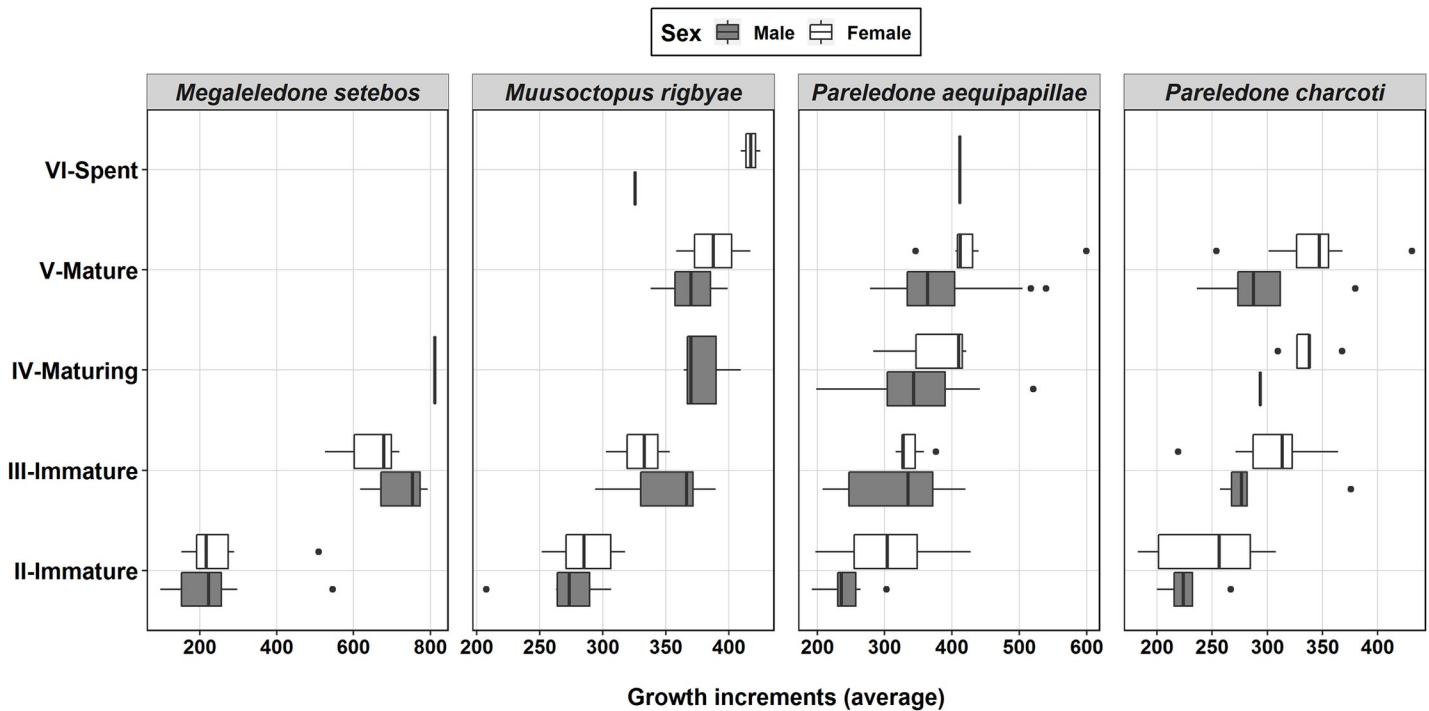 Sex Male Female
Megaleledone setebos Muusoctopus rigbyae Pareledone aequipapillae Pareledone charcoti
VI-Spent
V-Mature
IV-Maturing
III-Immature
II-Immature
200 400 600 800 200 250 300 350 400 200 300 400 500 600 200 250 300 350 400
Growth increments (average)